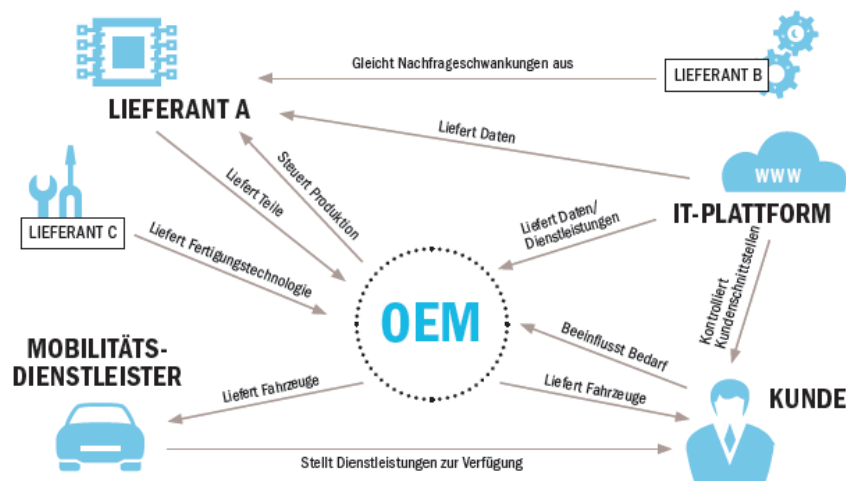 Gleicht Nachfrageschwankungen aus
LIEFERANT B
LIEFERANT A
Liefert Daten
WWW
IT-PLATTFORM
Steuert Produktion
Liefert Teile
LIEFERANT C
Liefert Fertigungstechnologie
Liefert Daten/
Dienstleistungen
Kontrolliert
Kundenschnittstellen
OEM
MOBILITÄTS-
DIENSTLEISTER
Beeinflusst Bedarf
Liefert Fahrzeuge
Liefert Fahrzeuge
KUNDE
Stellt Dienstleistungen zur Verfügung